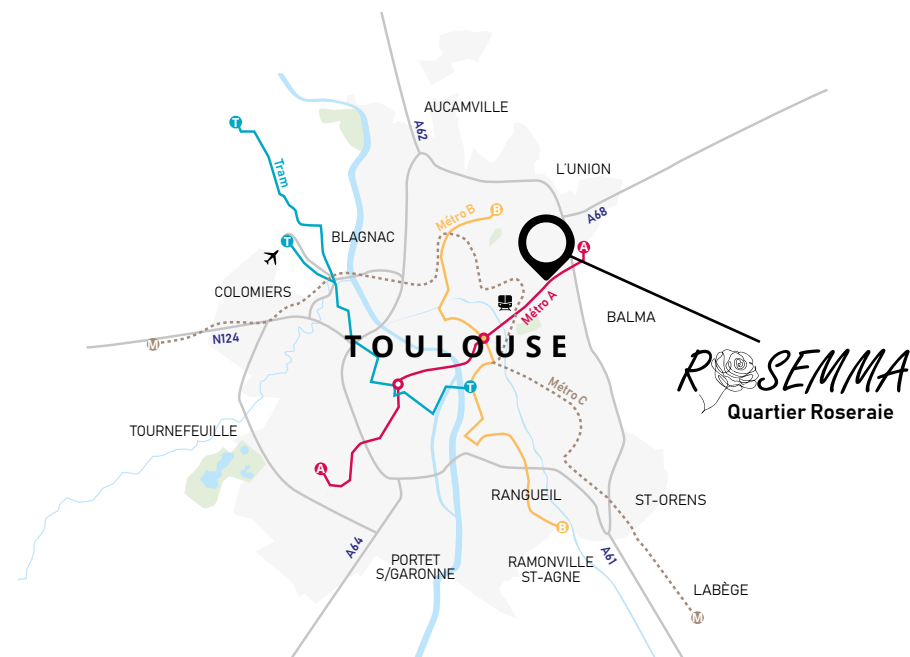 AUCAMVILLE
A62
T
L'UNION
Tram
A68
Métro B
B
BLAGNAC
T
A
COLOMIERS
Métro A
BALMA
N124
M
TOULOUSE
ROSEMMA
Quartier Roseraie
T
Métro C
TOURNEFEUILLE
A
RANGUEIL
ST-ORENS
B
A64
A61
PORTET
S/GARONNE
RAMONVILLE
ST-AGNE
LABÈGE
M